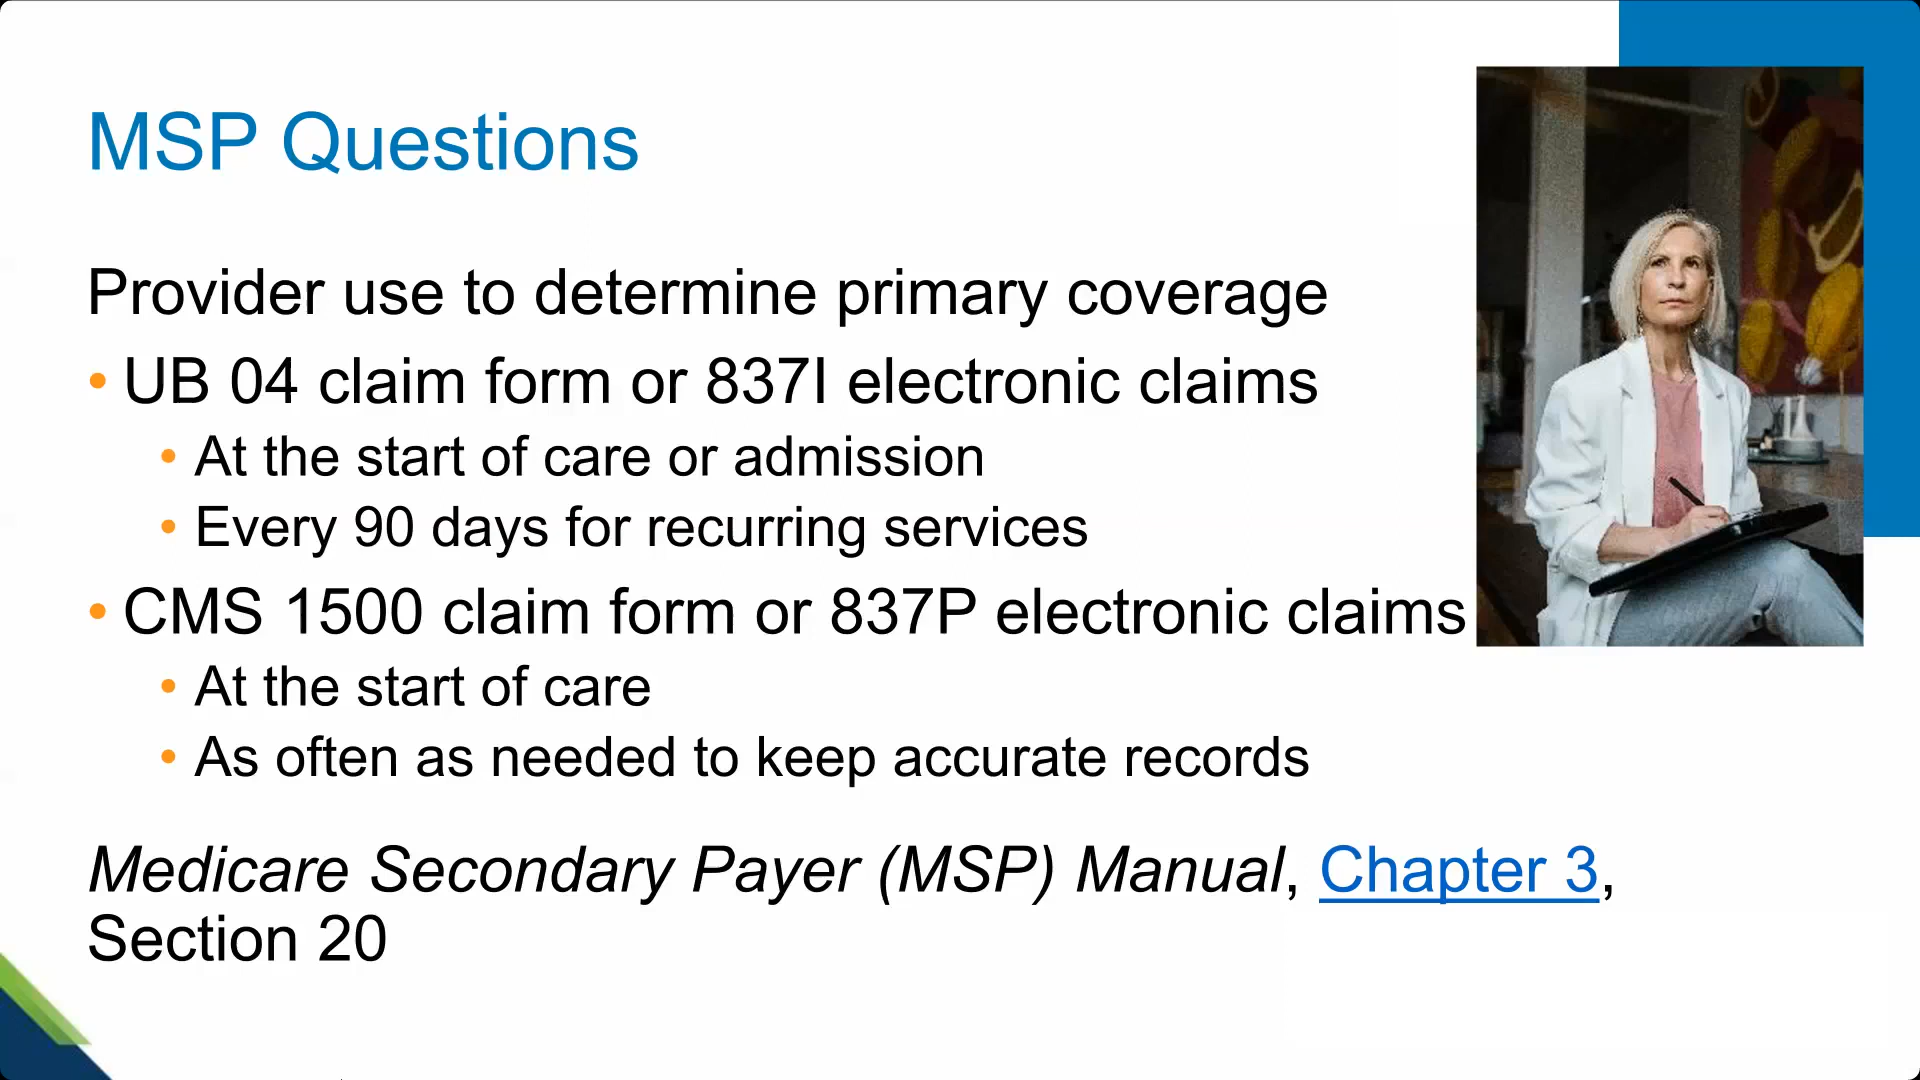 MSP Questions
Provider use to determine primary coverage
• UB 04 claim form or 837I electronic claims
• At the start of care or admission
• Every 90 days for recurring services
• CMS 1500 claim form or 837P electronic claims
• At the start of care
• As often as needed to keep accurate records
Medicare Secondary Payer (MSP) Manual, Chapter 3,
Section 20